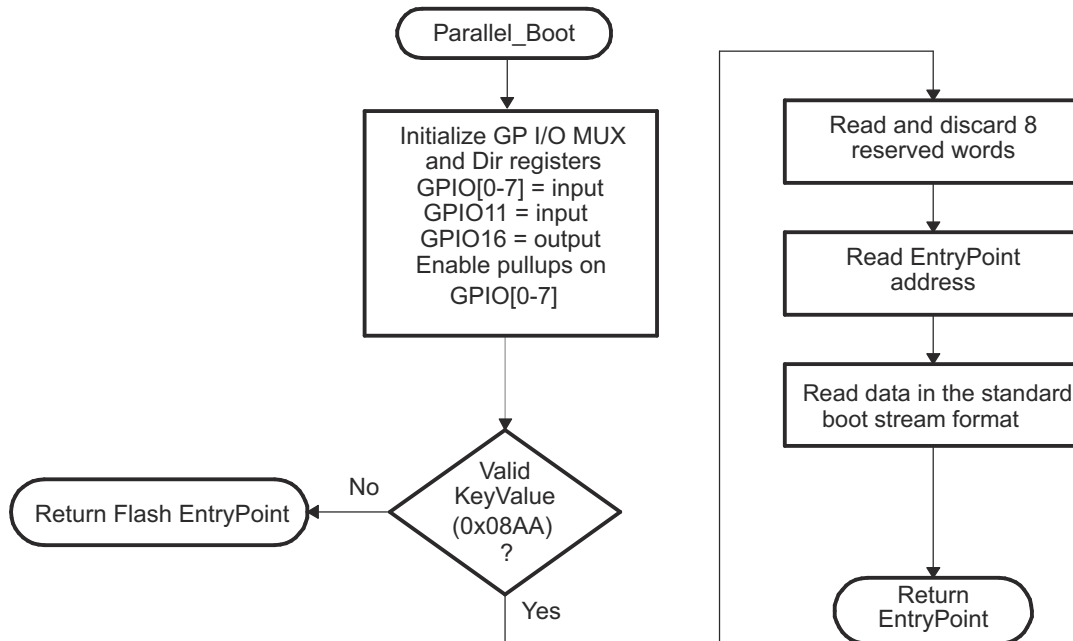 Parallel_Boot
Initialize GP I/O MUX
and Dir registers
GPIO[0-7] = input
GPIO11 = input
GPIO16 = output
Enable pullups on
GPIO[0-7]
Valid
KeyValue
(0x08AA)
?
No
Return Flash EntryPoint
Yes
Read and discard 8
reserved words
Read EntryPoint
address
Read data in the standard
boot stream format
Return
EntryPoint